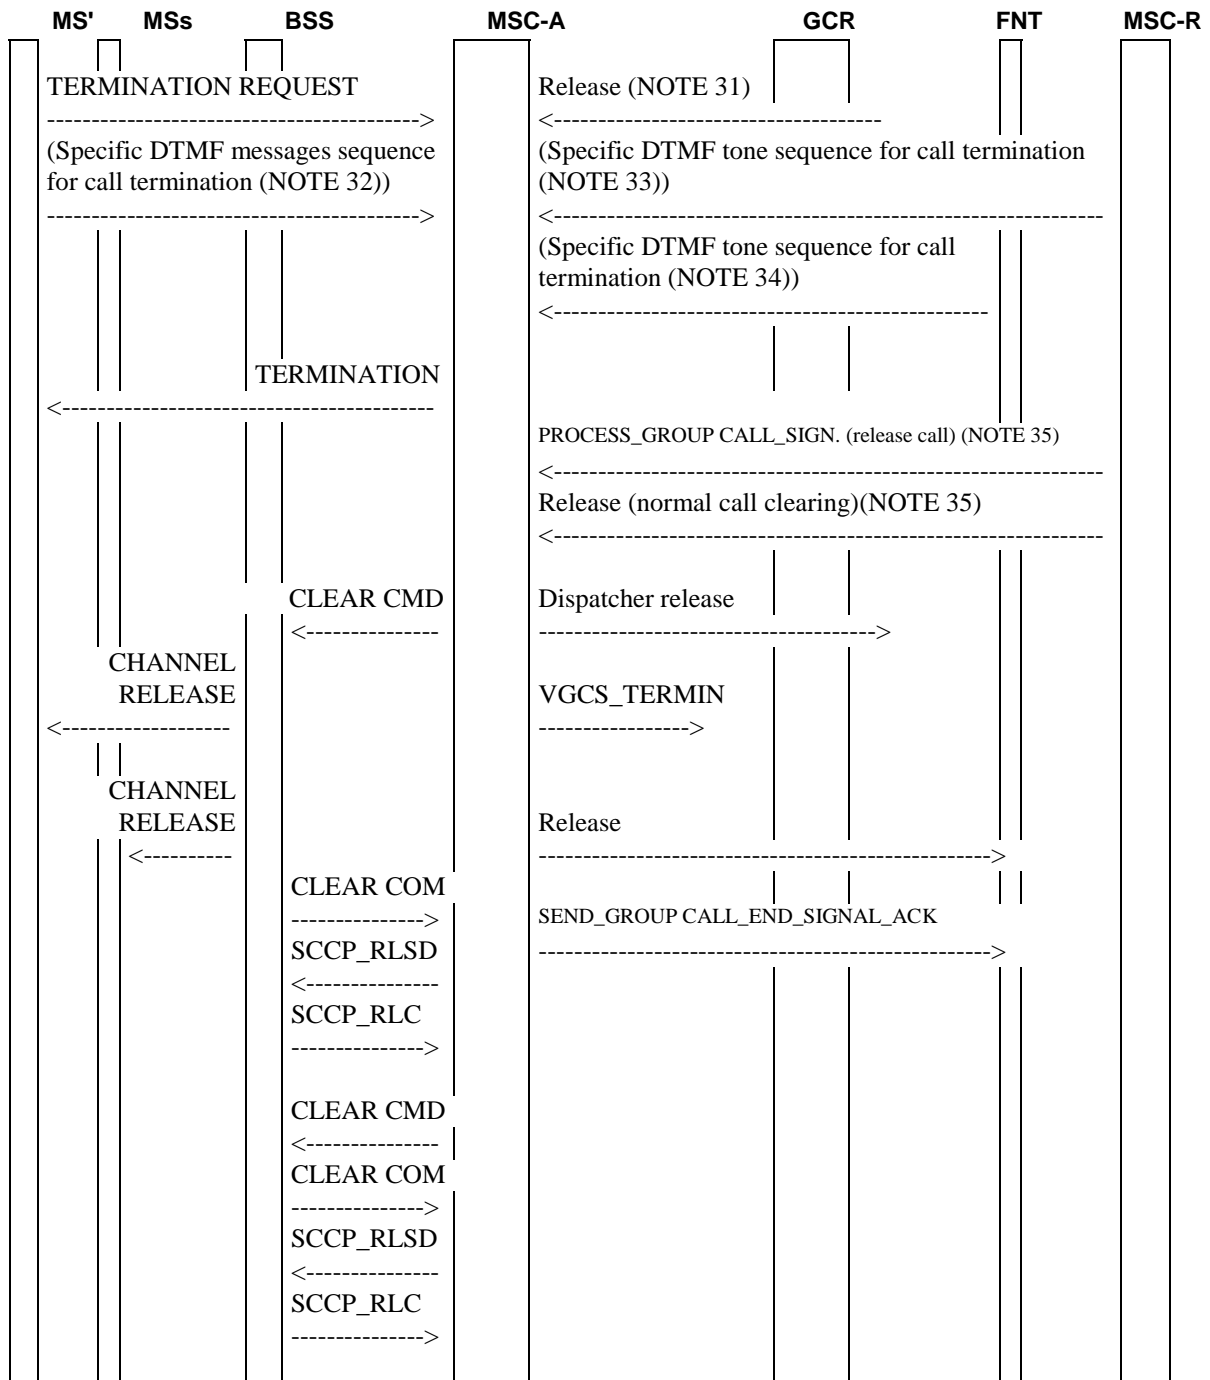 MS' MSs BSS MSC-A GCR FNT MSC-R
TERMINATION REQUEST Release (NOTE 31)
-----------------------------------------> <------------------------------------
(Specific DTMF messages sequence (Specific DTMF tone sequence for call termination
for call termination (NOTE 32)) (NOTE 33))
-----------------------------------------> <-------------------------------------------------------------
(Specific DTMF tone sequence for call
termination (NOTE 34))
<------------------------------------------------
TERMINATION
<-----------------------------------------
PROCESS_GROUP CALL_SIGN. (release call) (NOTE 35)
<-------------------------------------------------------------
Release (normal call clearing)(NOTE 35)
<-------------------------------------------------------------
CLEAR CMD Dispatcher release
<--------------- ------------------------------------->
CHANNEL
RELEASE VGCS_TERMIN
<------------------- ----------------->
CHANNEL
RELEASE Release
<---------- -------------------------------------------------->
CLEAR COM
---------------> SEND_GROUP CALL_END_SIGNAL_ACK
SCCP_RLSD -------------------------------------------------->
<---------------
SCCP_RLC
--------------->
CLEAR CMD
<---------------
CLEAR COM
--------------->
SCCP_RLSD
<---------------
SCCP_RLC
--------------->